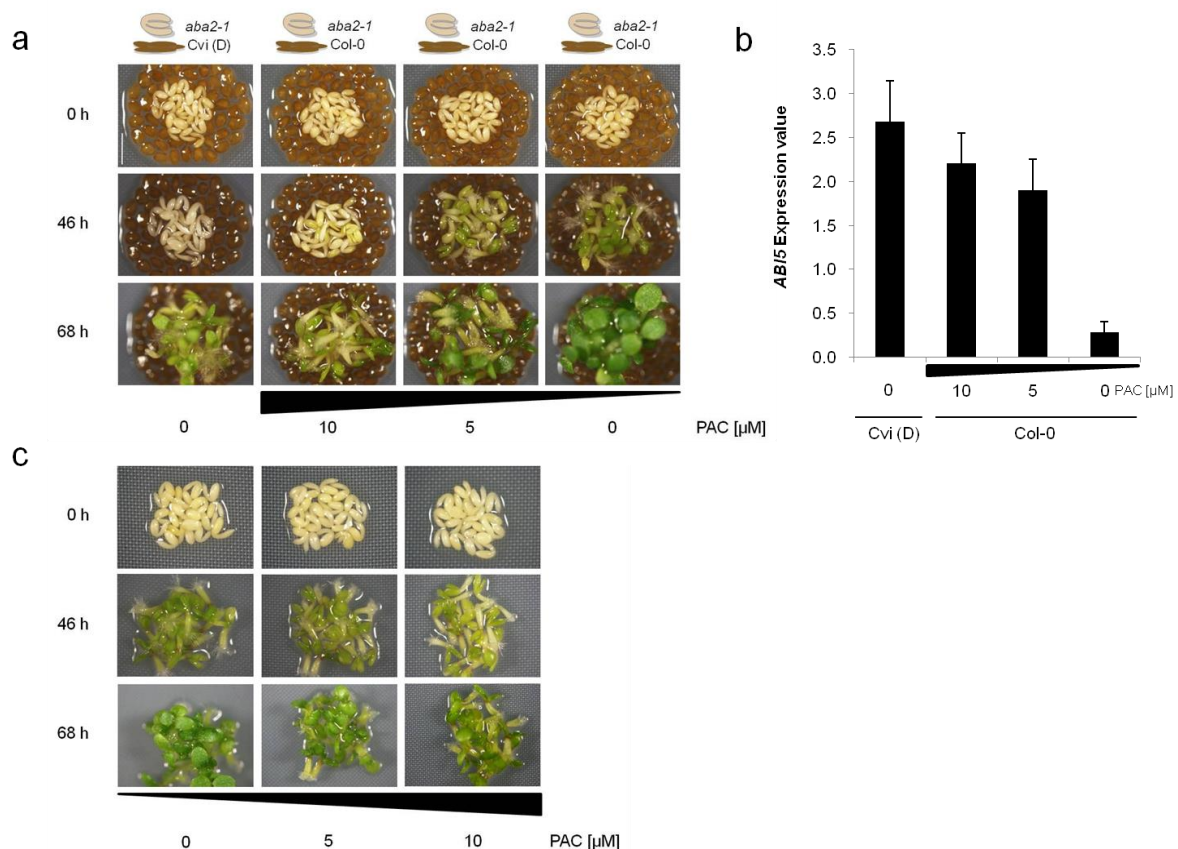 a
aba2-1 aba2-1 aba2-1 aba2-1
Cvi (D) Col-0 Col-0 Col-0
0 h
46 h
68 h
0 10 5 0 PAC [µM]
b
ABI5 Expression value
3.5
3.0
2.5
2.0
1.5
1.0
0.5
0.0
0 10 5 0 PAC [µM]
Cvi (D) Col-0
c
0 h
46 h
68 h
0 5 10 PAC [µM]